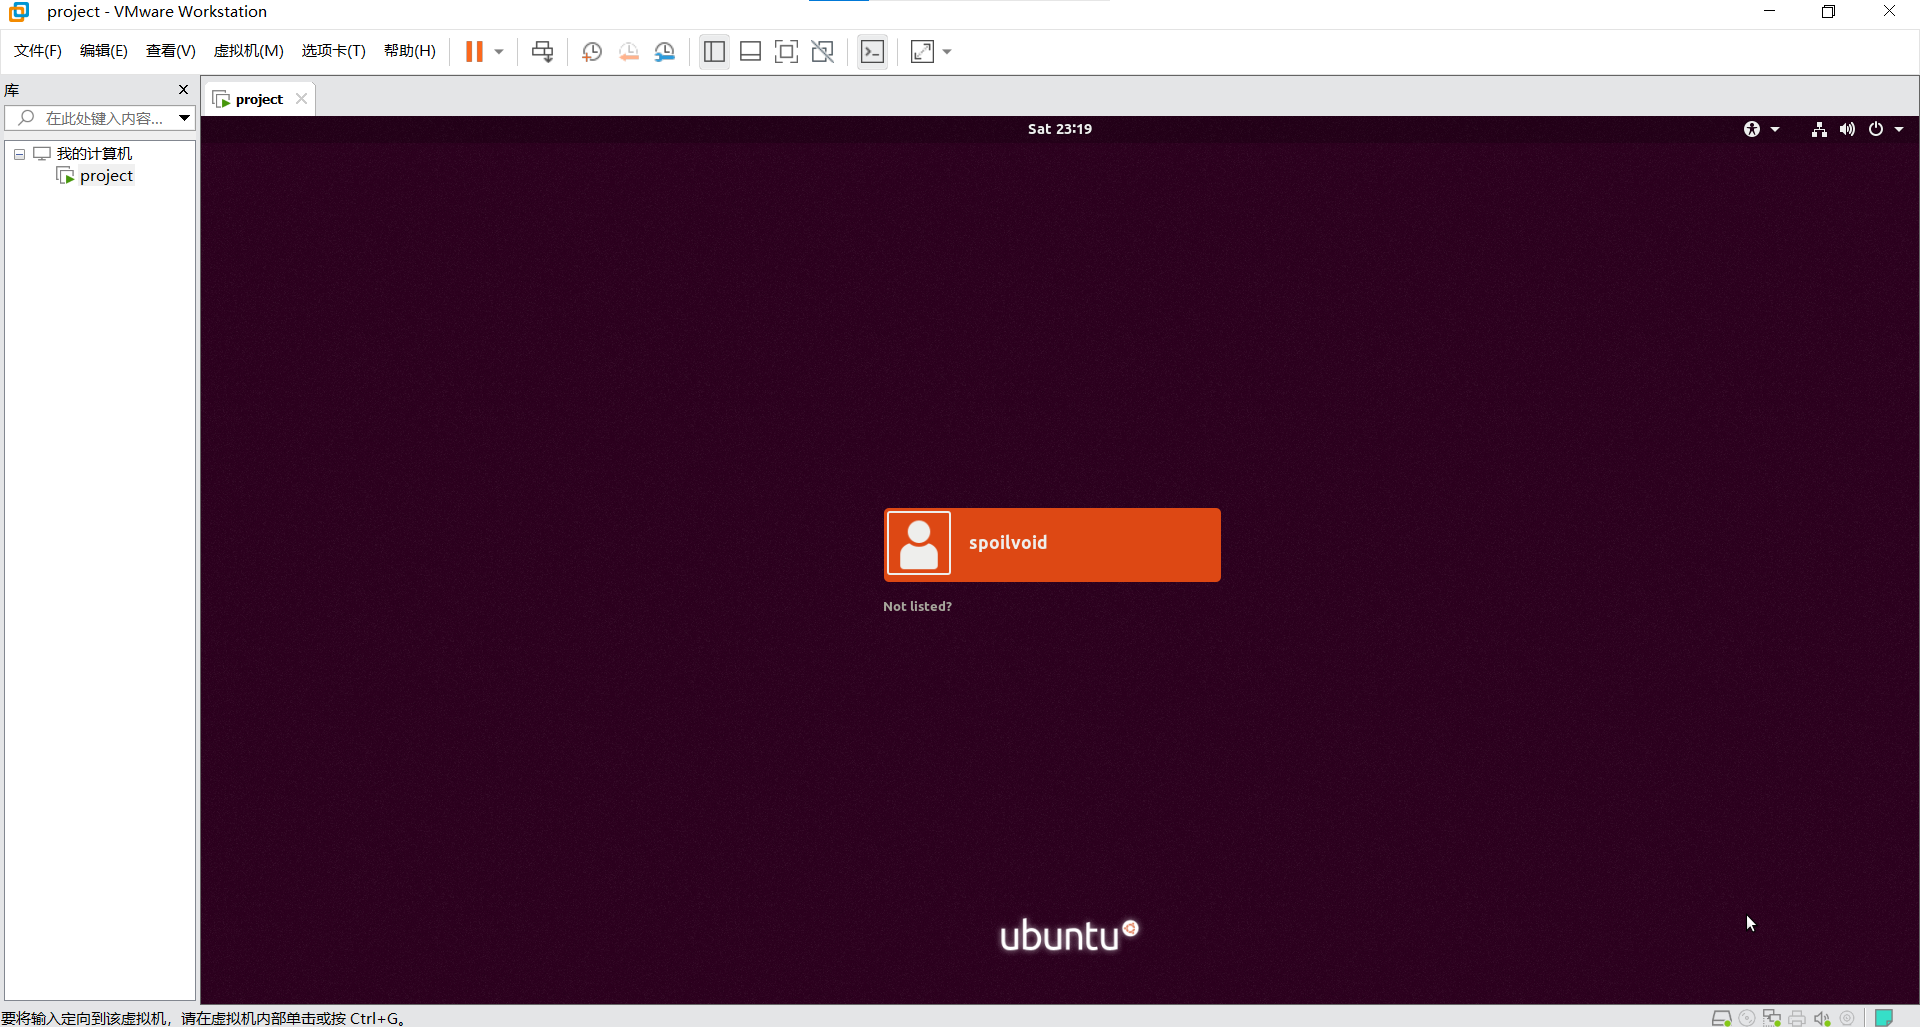 project - VMware Workstation
文件(F) 编辑(E) 查看(V) 虚拟机(M) 选项卡(T) 帮助(H)
库
project
在此处键入内容...
Sat 23:19
我的计算机
project
spoilvoid
Not listed?
ubuntu
要将输入定向到该虚拟机，请在虚拟机内部单击或按 Ctrl+G。